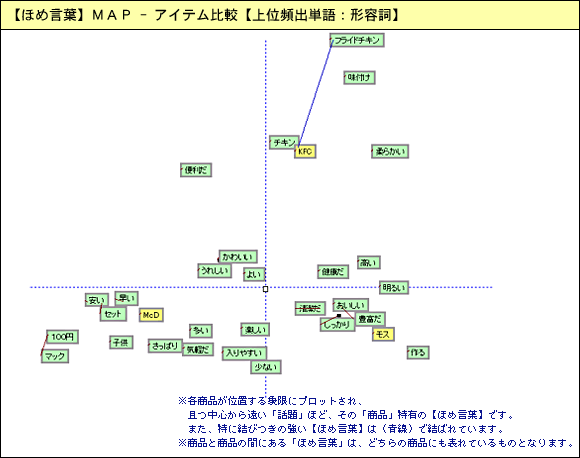 【ほめ言葉】ＭＡＰ － アイテム比較【上位頻出単語：形容詞】
フライドチキン
味付け
チキン
KFC
柔らかい
便利だ
かわいい
うれしい
よい
高い
健康だ
明るい
安い
早い
セット
McD
おいしい
豊富だ
しっかり
モス
100円
マック
子供
さっぱり
多い
気軽だ
楽しい
入りやすい
少ない
作る
※各商品が位置する象限にプロットされ、
且つ中心から遠い「話題」ほど、その「商品」特有の【ほめ言葉】です。
また、特に結びつきの強い【ほめ言葉】は（青線）で結ばれています。
※商品と商品の間にある「ほめ言葉」は、どちらの商品にも表れているものとなります。